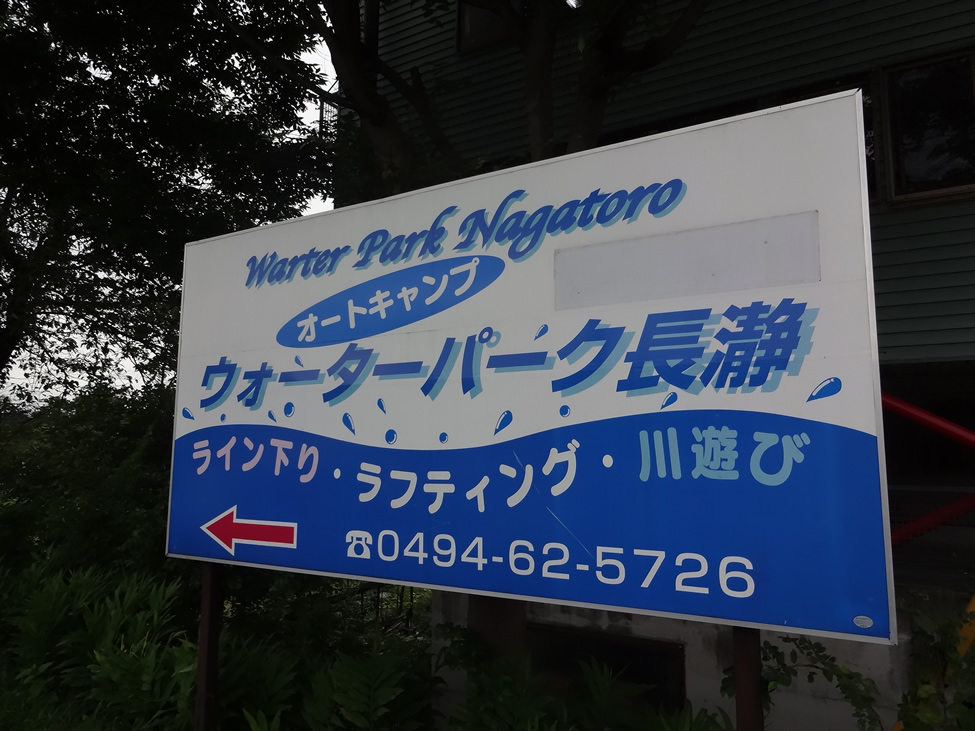 Warter Park Nagatoro
オートキャンプ
ウォーターパーク長瀞
ライン下り・ラフティング・川遊び
☎0494-62-5726